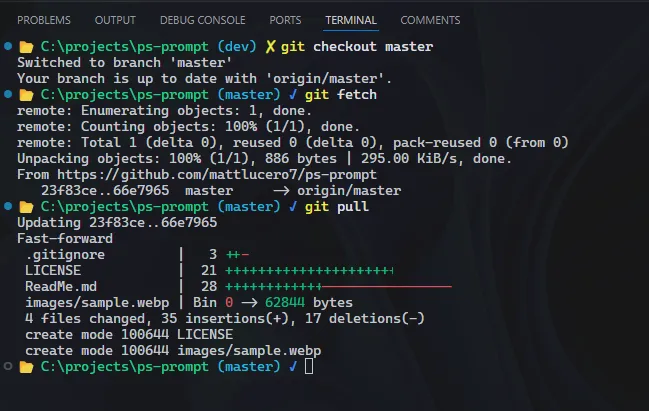 PROBLEMS OUTPUT DEBUG CONSOLE PORTS TERMINAL COMMENTS
C:\projects\ps-prompt (dev) ✗ git checkout master
Switched to branch 'master'
Your branch is up to date with 'origin/master'.
C:\projects\ps-prompt (master) ✓ git fetch
remote: Enumerating objects: 1, done.
remote: Counting objects: 100% (1/1), done.
remote: Total 1 (delta 0), reused 0 (delta 0), pack-reused 0 (from 0)
Unpacking objects: 100% (1/1), 886 bytes | 295.00 KiB/s, done.
From https://github.com/mattlucero7/ps-prompt
23f83ce..66e7965 master -> origin/master
C:\projects\ps-prompt (master) ✓ git pull
Updating 23f83ce..66e7965
Fast-forward
.gitignore | 3 ++-
LICENSE | 21 +++++++++++++++++++++
ReadMe.md | 28 ++++++++++++----------------
images/sample.webp | Bin 0 -> 62844 bytes
4 files changed, 35 insertions(+), 17 deletions(-)
create mode 100644 LICENSE
create mode 100644 images/sample.webp
C:\projects\ps-prompt (master) ✓